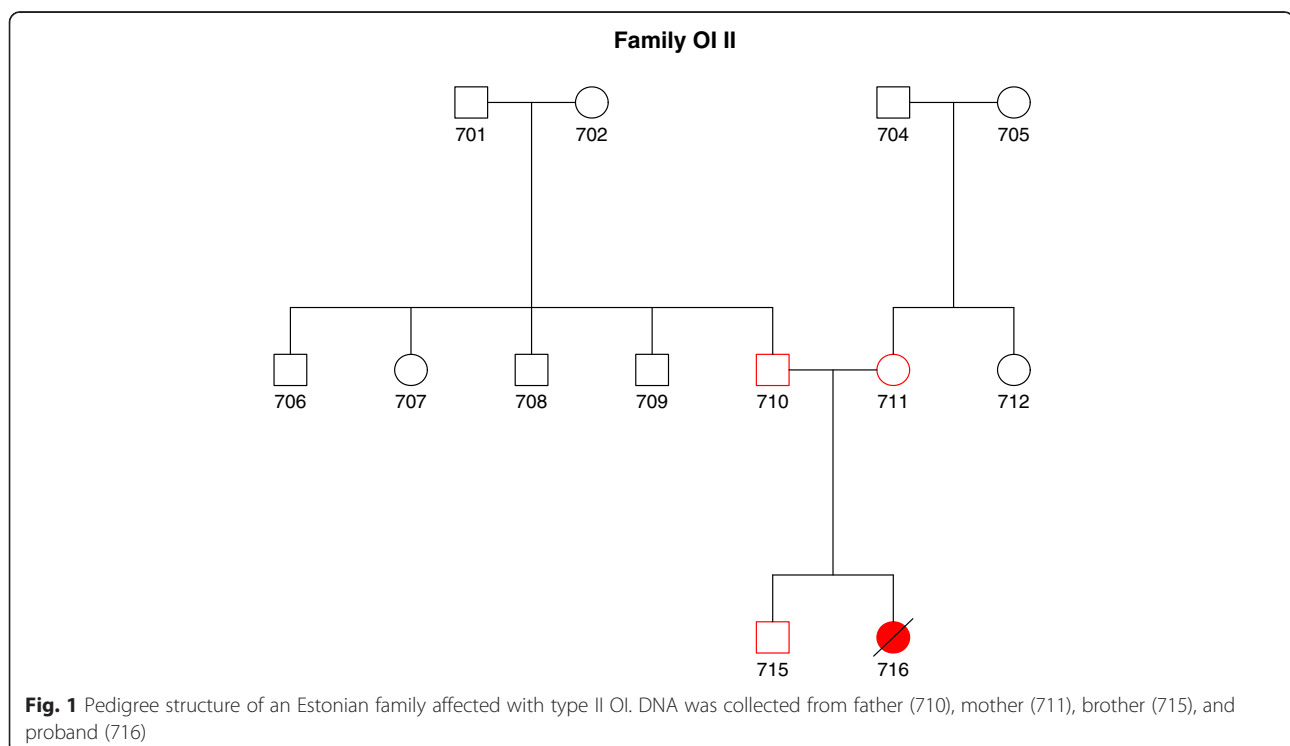 Family OI II
701 702 704 705
706 707 708 709 710 711 712
715 716
Fig. 1 Pedigree structure of an Estonian family affected with type II OI. DNA was collected from father (710), mother (711), brother (715), and
proband (716)